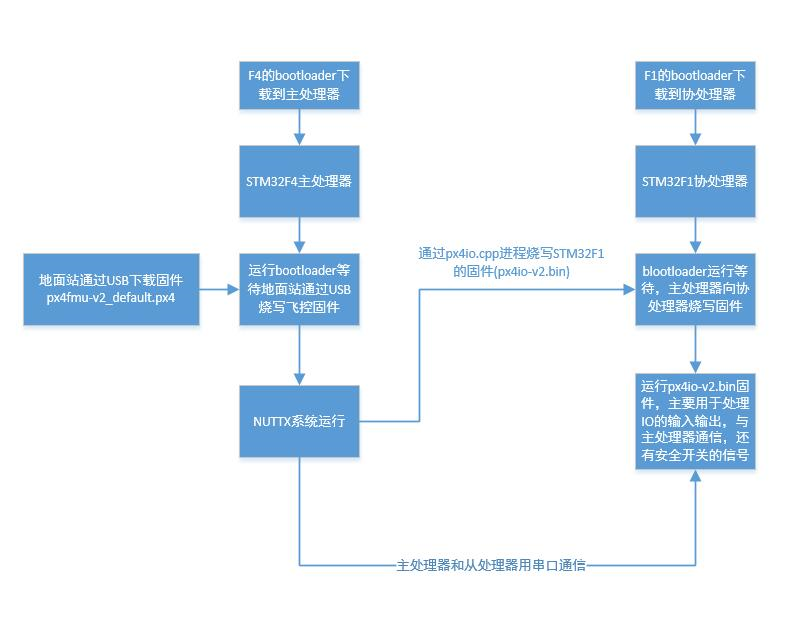 F4的bootloader下
载到主处理器
F1的bootloader下
载到协处理器
STM32F4主处理器
STM32F1协处理器
地面站通过USB下载固件
px4fmu-v2_default.px4
运行bootloader等
待地面站通过USB
烧写飞控固件
通过px4io.cpp进程烧写STM32F1
的固件(px4io-v2.bin)
blootloader运行等
待，主处理器向协
处理器烧写固件
NUTTX系统运行
运行px4io-v2.bin固
件，主要用于处理
IO的输入输出，与
主处理器通信，还
有安全开关的信号
主处理器和从处理器用串口通信